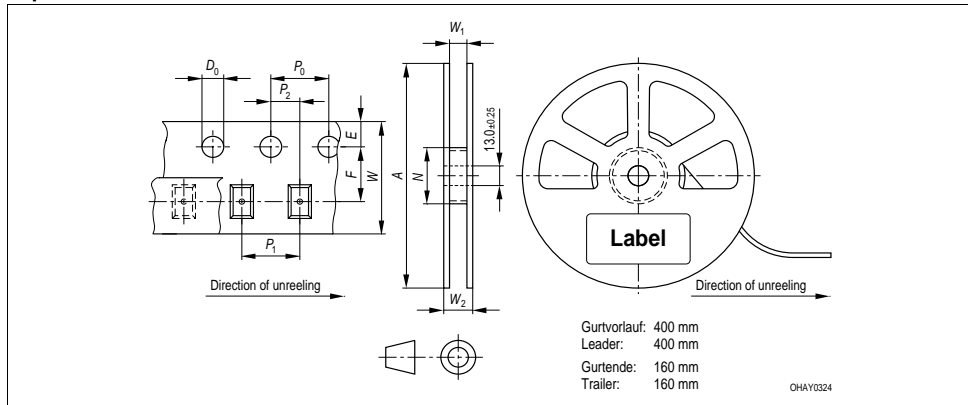 W1
D0
P0
P2
E
F
W
A
N
13.0±0.25
P1
W2
Label
Direction of unreeling
Direction of unreeling
Gurtvorlauf: 400 mm
Leader: 400 mm
Gurtende: 160 mm
Trailer: 160 mm
OHAY0324